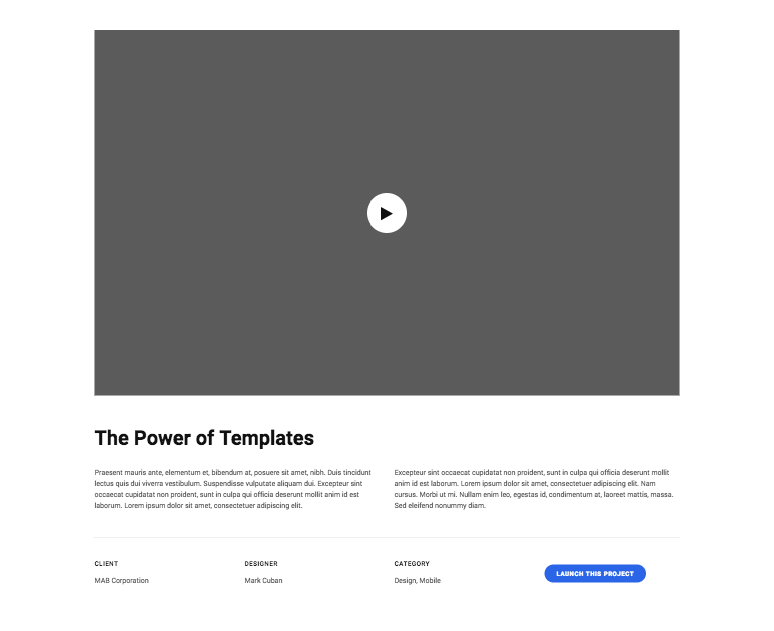 The Power of Templates
Praesent mauris ante, elementum et, bibendum at, posuere sit amet, nibh. Duis tincidunt
lectus quis dui viverra vestibulum. Suspendisse vulputate aliquam dui. Excepteur sint
occaecat cupidatat non proident, sunt in culpa qui officia deserunt mollit anim id est
laborum. Lorem ipsum dolor sit amet, consectetuer adipiscing elit.
Excepteur sint occaecat cupidatat non proident, sunt in culpa qui officia deserunt mollit
anim id est laborum. Lorem ipsum dolor sit amet, consectetuer adipiscing elit. Nam
cursus. Morbi ut mi. Nullam enim leo, egestas id, condimentum at, laoreet mattis, massa.
Sed eleifend nonummy diam.
CLIENT
MAB Corporation
DESIGNER
Mark Cuban
CATEGORY
Design, Mobile
LAUNCH THIS PROJECT